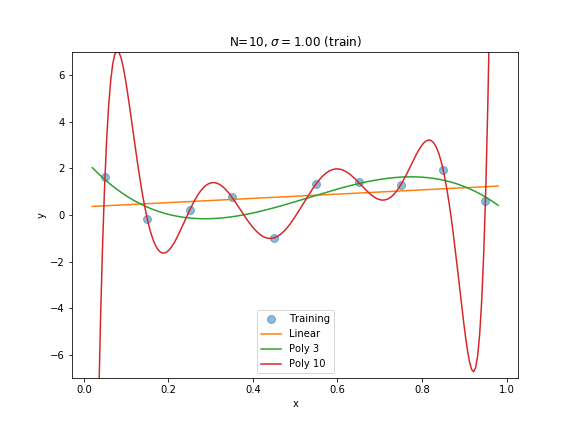 N=10, σ = 1.00 (train)
y
6
4
2
0
−2
−4
−6
Training
Linear
Poly 3
Poly 10
0.0 0.2 0.4 0.6 0.8 1.0
x